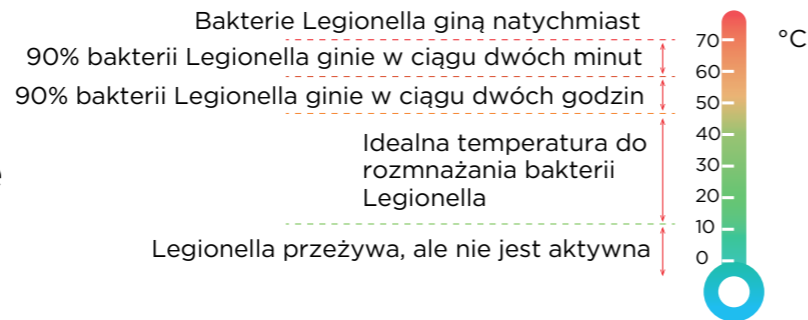 Bakterie Legionella giną natychmiast
90% bakterii Legionella ginie w ciągu dwóch minut
90% bakterii Legionella ginie w ciągu dwóch godzin
Idealna temperatura do
rozmnażania bakterii
Legionella
Legionella przeżywa, ale nie jest aktywna
°C
70
60
50
40
30
20
10
0